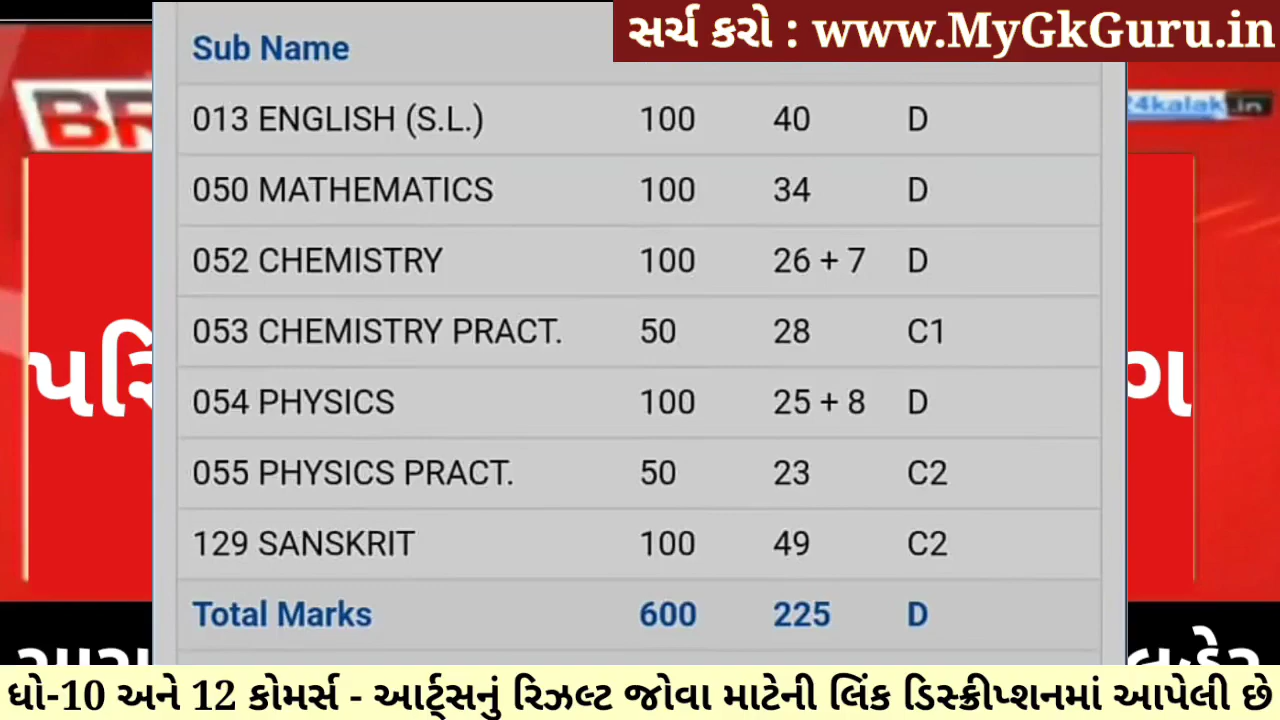 સર્ચ કરો : www.MyGkGuru.in
Sub Name
24kalak.in
013 ENGLISH (S.L.) 100 40 D
050 MATHEMATICS 100 34 D
052 CHEMISTRY 100 26 + 7 D
053 CHEMISTRY PRACT. 50 28 C1
054 PHYSICS 100 25 + 8 D
055 PHYSICS PRACT. 50 23 C2
129 SANSKRIT 100 49 C2
Total Marks 600 225 D
ધો-10 અને 12 કોમર્સ - આર્ટ્સનું રિઝલ્ટ જોવા માટેની લિંક ડિસ્ક્રીપ્શનમાં આપેલી છે